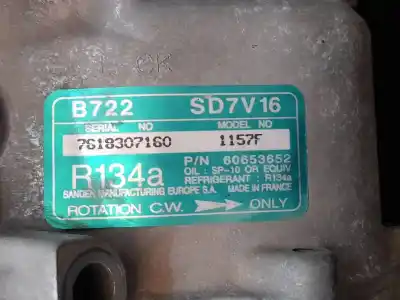 B722 SD7V16
SERIAL NO MODEL NO
7618307160 1157F
P/N 60653652
R134a
OIL : SP-10 OR EQUIV
REFRIGERANT : R134a
SANDEN MANUFACTURING EUROPE S.A. MADE IN FRANCE
ROTATION C.W. ONLY